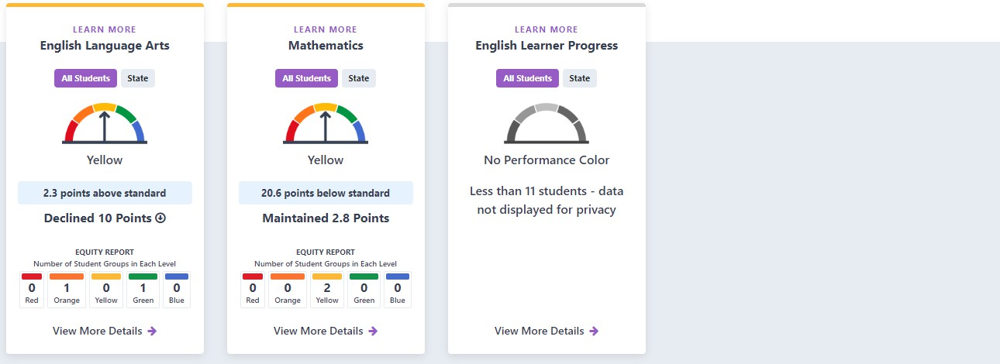 LEARN MORE
English Language Arts
All Students State
Yellow
2.3 points above standard
Declined 10 Points
EQUITY REPORT
Number of Student Groups in Each Level
0 1 0 1 0
Red Orange Yellow Green Blue
View More Details
LEARN MORE
Mathematics
All Students State
Yellow
20.6 points below standard
Maintained 2.8 Points
EQUITY REPORT
Number of Student Groups in Each Level
0 0 2 0 0
Red Orange Yellow Green Blue
View More Details
LEARN MORE
English Learner Progress
All Students State
No Performance Color
Less than 11 students - data
not displayed for privacy
View More Details